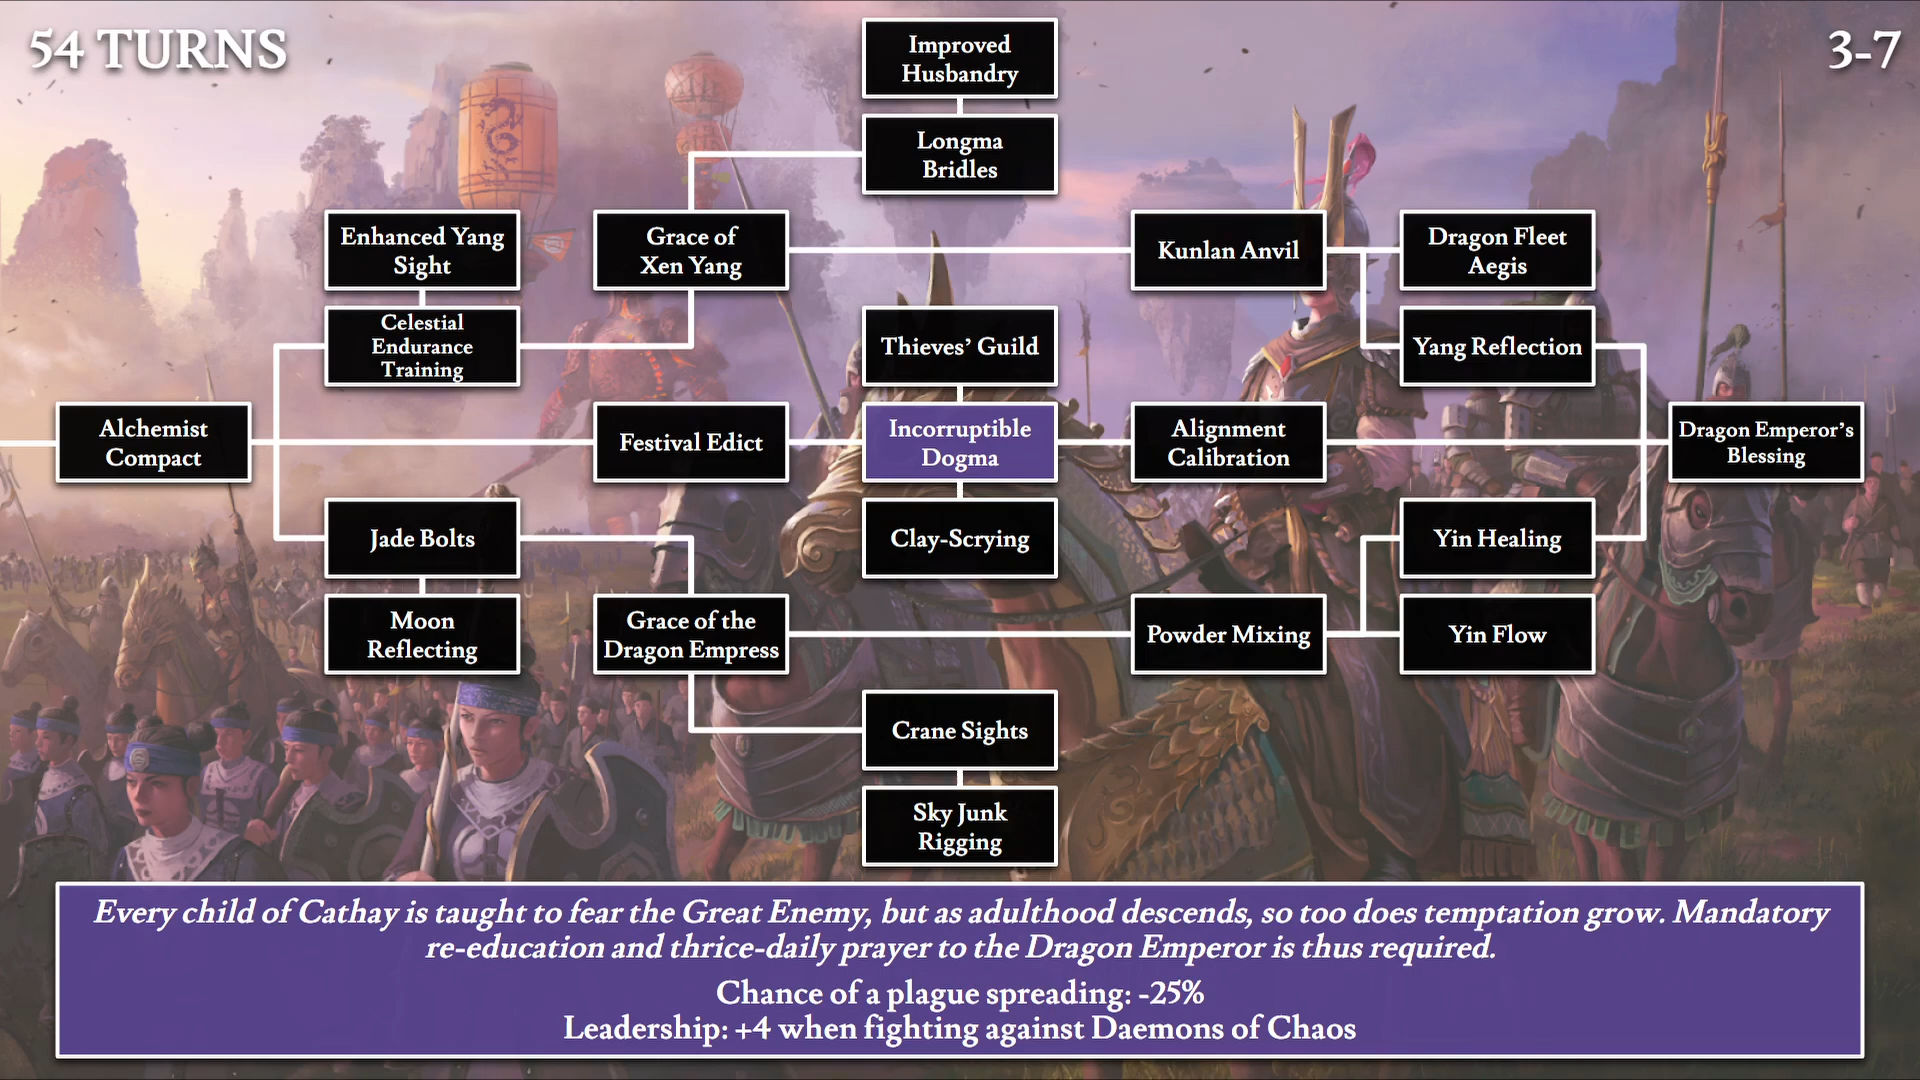 54 TURNS
3-7
Improved
Husbandry
Longma
Bridles
Enhanced Yang
Sight
Grace of
Xen Yang
Kunlan Anvil
Dragon Fleet
Aegis
Celestial
Endurance
Training
Thieves’ Guild
Yang Reflection
Alchemist
Compact
Festival Edict
Incorruptible
Dogma
Alignment
Calibration
Dragon Emperor’s
Blessing
Jade Bolts
Clay-Scrying
Yin Healing
Moon
Reflecting
Grace of the
Dragon Empress
Powder Mixing
Yin Flow
Crane Sights
Sky Junk
Rigging
Every child of Cathay is taught to fear the Great Enemy, but as adulthood descends, so too does temptation grow. Mandatory
re-education and thrice-daily prayer to the Dragon Emperor is thus required.
Chance of a plague spreading: -25%
Leadership: +4 when fighting against Daemons of Chaos